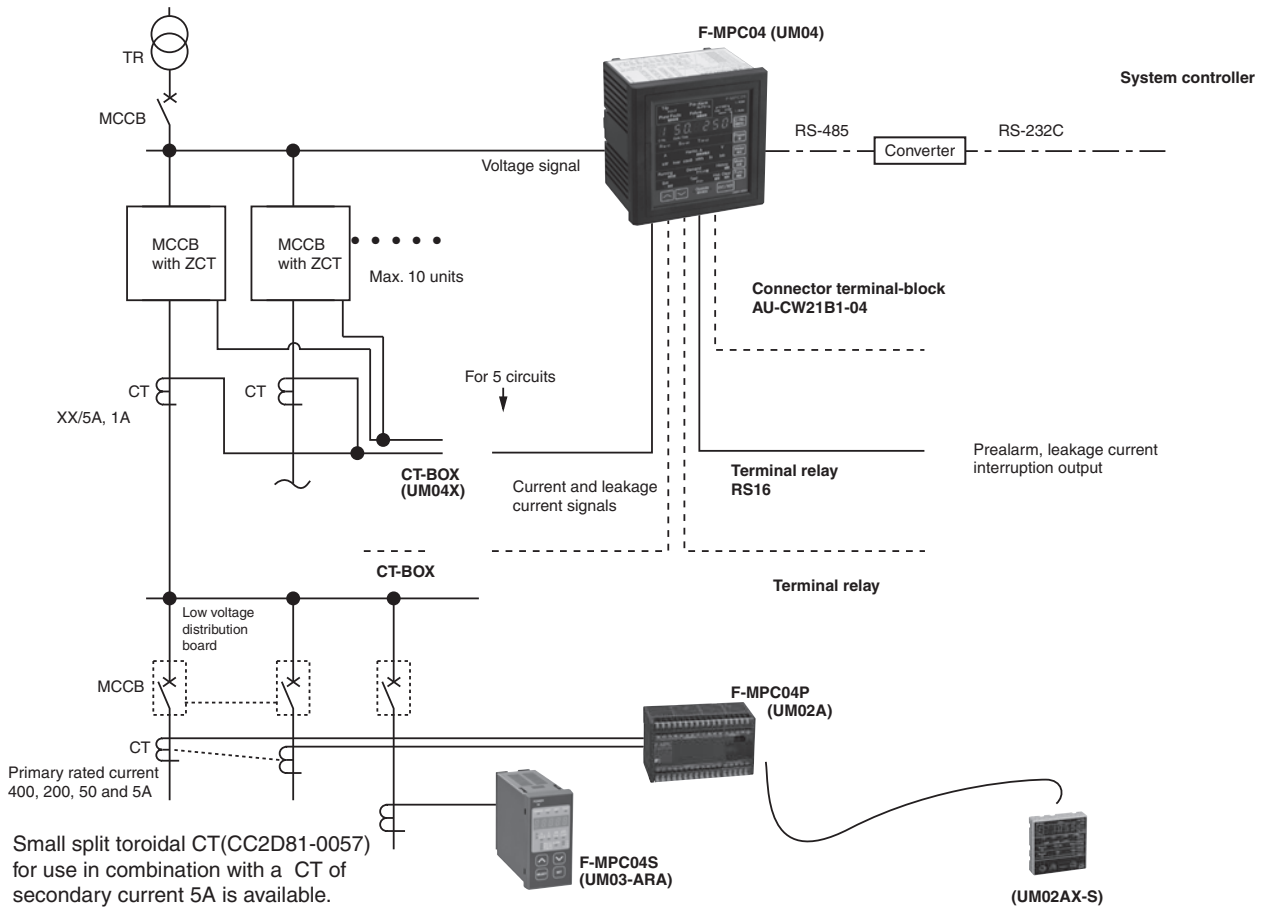 F-MPC04 (UM04)
TR
System controller
MCCB
RS-485
RS-232C
Converter
Voltage signal
MCCB
with ZCT
MCCB
with ZCT
Max. 10 units
Connector terminal-block
AU-CW21B1-04
CT
CT
For 5 circuits
XX/5A, 1A
CT-BOX
(UM04X)
Current and leakage
current signals
Terminal relay
RS16
Prealarm, leakage current
interruption output
CT-BOX
Terminal relay
Low voltage
distribution
board
MCCB
F-MPC04P
(UM02A)
CT
Primary rated current
400, 200, 50 and 5A
Small split toroidal CT(CC2D81-0057)
for use in combination with a CT of
secondary current 5A is available.
F-MPC04S
(UM03-ARA)
(UM02AX-S)